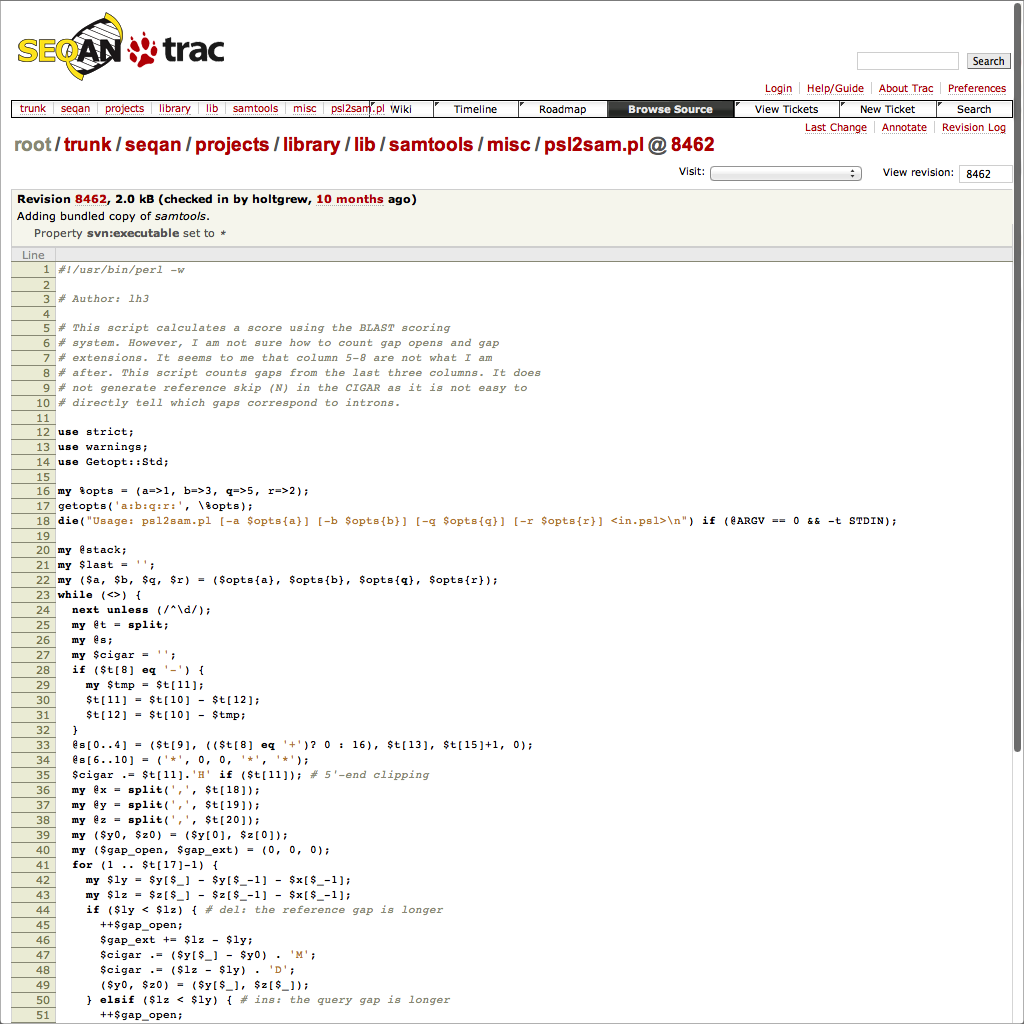 SEQAN trac
Search
Login Help/Guide About Trac Preferences
trunk seqan projects library lib samtools misc psl2sam.pl Wiki Timeline Roadmap Browse Source View Tickets New Ticket Search
Last Change Annotate Revision Log
root / trunk / seqan / projects / library / lib / samtools / misc / psl2sam.pl @ 8462
Visit: View revision: 8462
Revision 8462, 2.0 kB (checked in by holtgrew, 10 months ago)
Adding bundled copy of samtools.
Property svn:executable set to *
Line
1 #!/usr/bin/perl -w
2
3 # Author: lh3
4
5 # This script calculates a score using the BLAST scoring
6 # system. However, I am not sure how to count gap opens and gap
7 # extensions. It seems to me that column 5-8 are not what I am
8 # after. This script counts gaps from the last three columns. It does
9 # not generate reference skip (N) in the CIGAR as it is not easy to
10 # directly tell which gaps correspond to introns.
11
12 use strict;
13 use warnings;
14 use Getopt::Std;
15
16 my %opts = (a=>1, b=>3, q=>5, r=>2);
17 getopts('a:b:q:r:', \%opts);
18 die("Usage: psl2sam.pl [-a $opts{a}] [-b $opts{b}] [-q $opts{q}] [-r $opts{r}] <in.psl>\n") if (@ARGV == 0 && -t STDIN);
19
20 my @stack;
21 my $last = '';
22 my ($a, $b, $q, $r) = ($opts{a}, $opts{b}, $opts{q}, $opts{r});
23 while (<>) {
24   next unless (/^\d/);
25   my @t = split;
26   my @s;
27   my $cigar = '';
28   if ($t[8] eq '-') {
29     my $tmp = $t[11];
30     $t[11] = $t[10] - $t[12];
31     $t[12] = $t[10] - $tmp;
32   }
33   @s[0..4] = ($t[9], (($t[8] eq '+')? 0 : 16), $t[13], $t[15]+1, 0);
34   @s[6..10] = ('*', 0, 0, '*', '*');
35   $cigar .= $t[11].'H' if ($t[11]); # 5'-end clipping
36   my @x = split(',', $t[18]);
37   my @y = split(',', $t[19]);
38   my @z = split(',', $t[20]);
39   my ($y0, $z0) = ($y[0], $z[0]);
40   my ($gap_open, $gap_ext) = (0, 0, 0);
41   for (1 .. $t[17]-1) {
42     my $ly = $y[$_] - $y[$_-1] - $x[$_-1];
43     my $lz = $z[$_] - $z[$_-1] - $x[$_-1];
44     if ($ly < $lz) { # del: the reference gap is longer
45       ++$gap_open;
46       $gap_ext += $lz - $ly;
47       $cigar .= ($y[$_] - $y0) . 'M';
48       $cigar .= ($lz - $ly) . 'D';
49       ($y0, $z0) = ($y[$_], $z[$_]);
50     } elsif ($lz < $ly) { # ins: the query gap is longer
51       ++$gap_open;